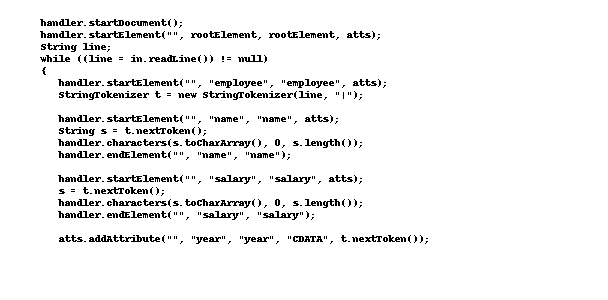 handler.startDocument();
handler.startElement("", rootElement, rootElement, atts);
String line;
while ((line = in.readLine()) != null)
{
handler.startElement("", "employee", "employee", atts);
StringTokenizer t = new StringTokenizer(line, "|");
handler.startElement("", "name", "name", atts);
String s = t.nextToken();
handler.characters(s.toCharArray(), 0, s.length());
handler.endElement("", "name", "name");
handler.startElement("", "salary", "salary", atts);
s = t.nextToken();
handler.characters(s.toCharArray(), 0, s.length());
handler.endElement("", "salary", "salary");
atts.addAttribute("", "year", "year", "CDATA", t.nextToken());